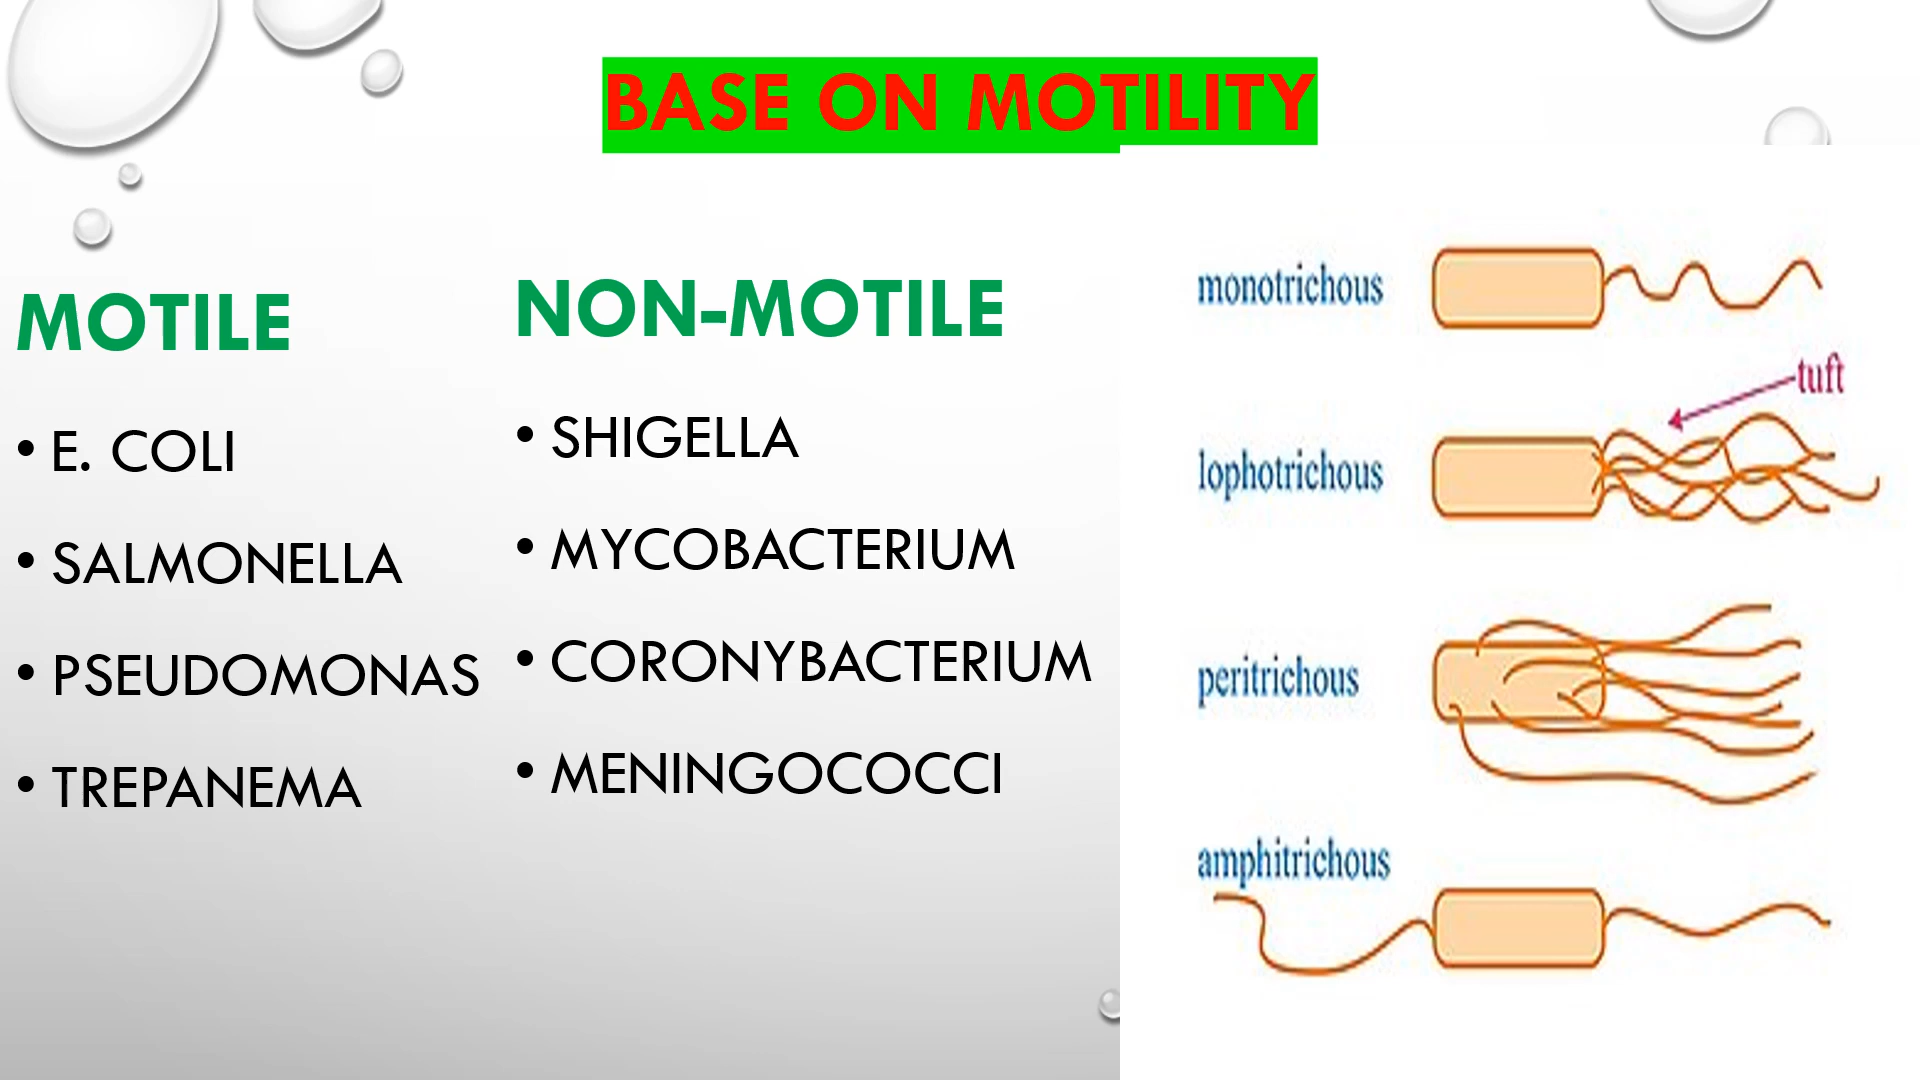 BASE ON MOTILITY
MOTILE
• E. COLI
• SALMONELLA
• PSEUDOMONAS
• TREPANEMA
NON-MOTILE
• SHIGELLA
• MYCOBACTERIUM
• CORONYBACTERIUM
• MENINGOCOCCI
monotrichous
tuft
lophotrichous
peritrichous
amphitrichous